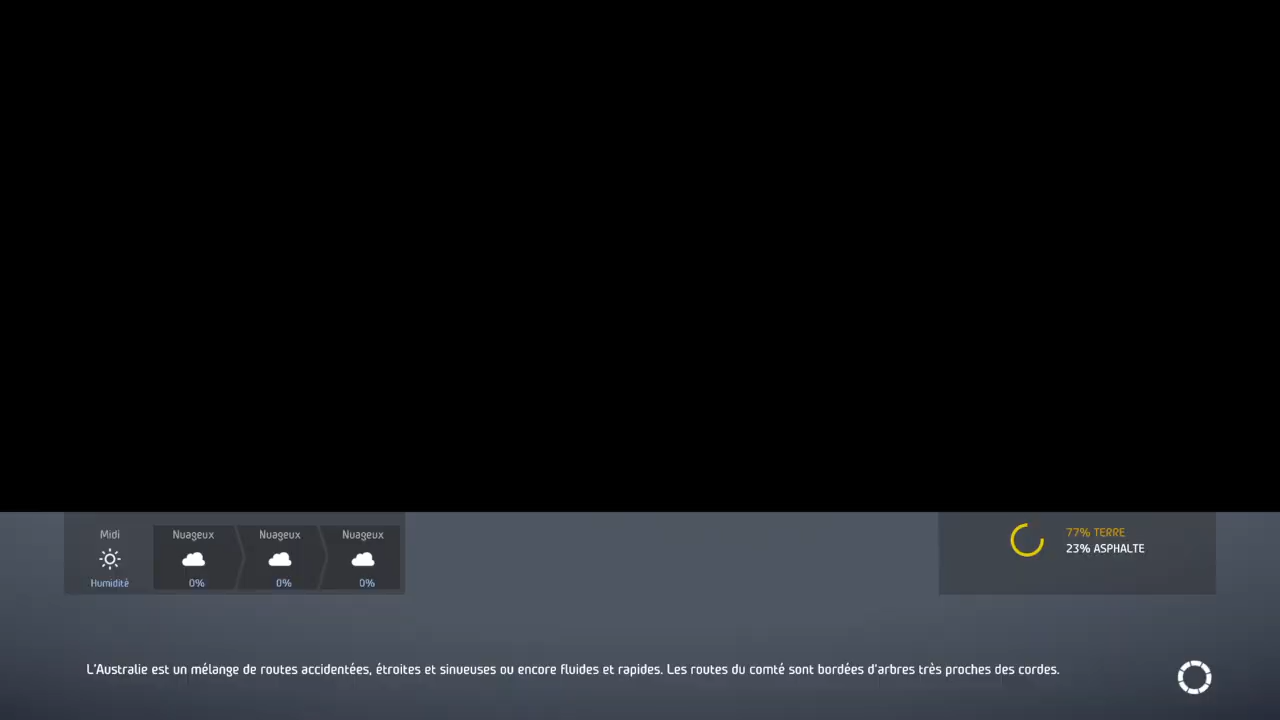 Midi
Nuageux
Nuageux
Nuageux
Humidité
0%
0%
0%
77% TERRE
23% ASPHALTE
L'Australie est un mélange de routes accidentées, étroites et sinueuses ou encore fluides et rapides. Les routes du comté sont bordées d'arbres très proches des cordes.